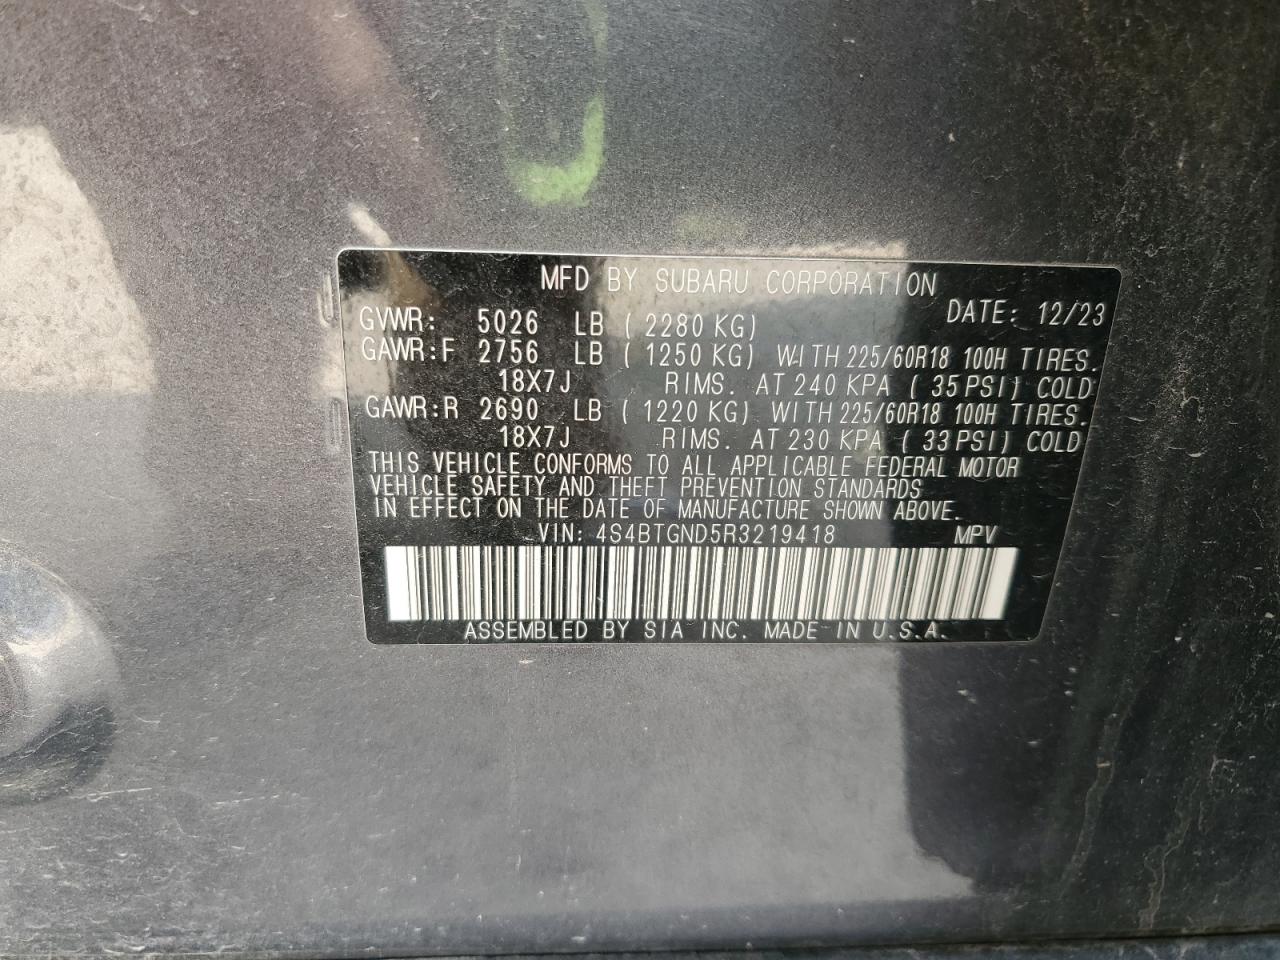 MFD BY SUBARU CORPORATION
DATE: 12/23
GVWR: 5026 LB ( 2280 KG)
GAWR:F 2756 LB ( 1250 KG) WITH 225/60R18 100H TIRES.
18X7J RIMS. AT 240 KPA ( 35 PSI) COLD
GAWR:R 2690 LB ( 1220 KG) WITH 225/60R18 100H TIRES.
18X7J RIMS. AT 230 KPA ( 33 PSI) COLD
THIS VEHICLE CONFORMS TO ALL APPLICABLE FEDERAL MOTOR
VEHICLE SAFETY AND THEFT PREVENTION STANDARDS
IN EFFECT ON THE DATE OF MANUFACTURE SHOWN ABOVE.
VIN: 4S4BTGND5R3219418 MPV
ASSEMBLED BY SIA INC. MADE IN U.S.A.